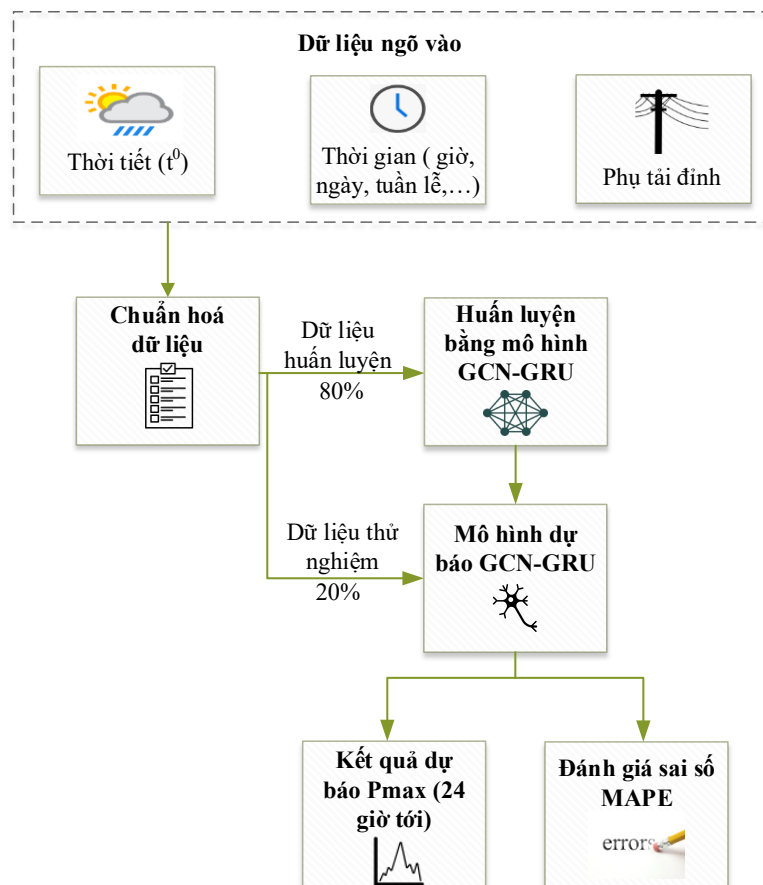 Dữ liệu ngõ vào
Thời tiết (t⁰)
Thời gian ( giờ,
ngày, tuần lễ,…)
Phụ tải đỉnh
Chuẩn hoá
dữ liệu
Dữ liệu
huấn luyện
80%
Huấn luyện
bằng mô hình
GCN-GRU
Dữ liệu thử
nghiệm
20%
Mô hình dự
báo GCN-GRU
Kết quả dự
báo Pmax (24
giờ tới)
Đánh giá sai số
MAPE
errors